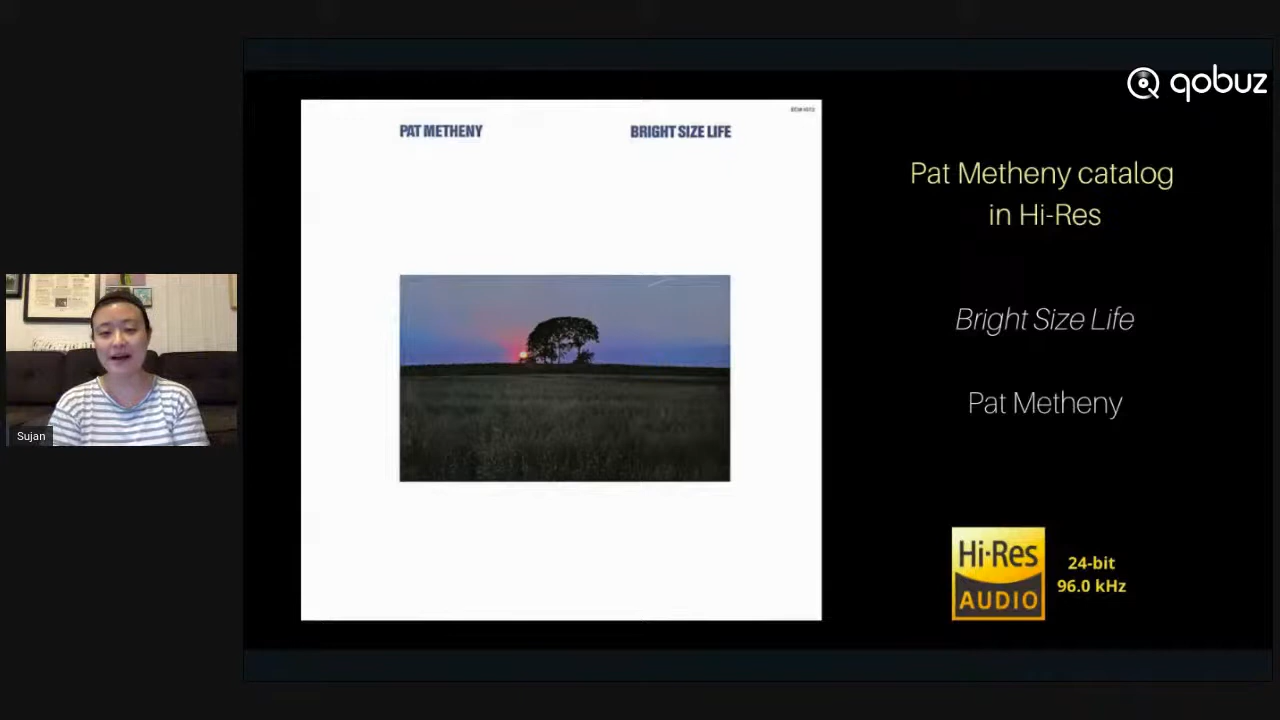 qobuz
PAT METHENY
BRIGHT SIZE LIFE
Pat Metheny catalog
in Hi-Res
Bright Size Life
Pat Metheny
Sujan
Hi-Res
AUDIO
24-bit
96.0 kHz